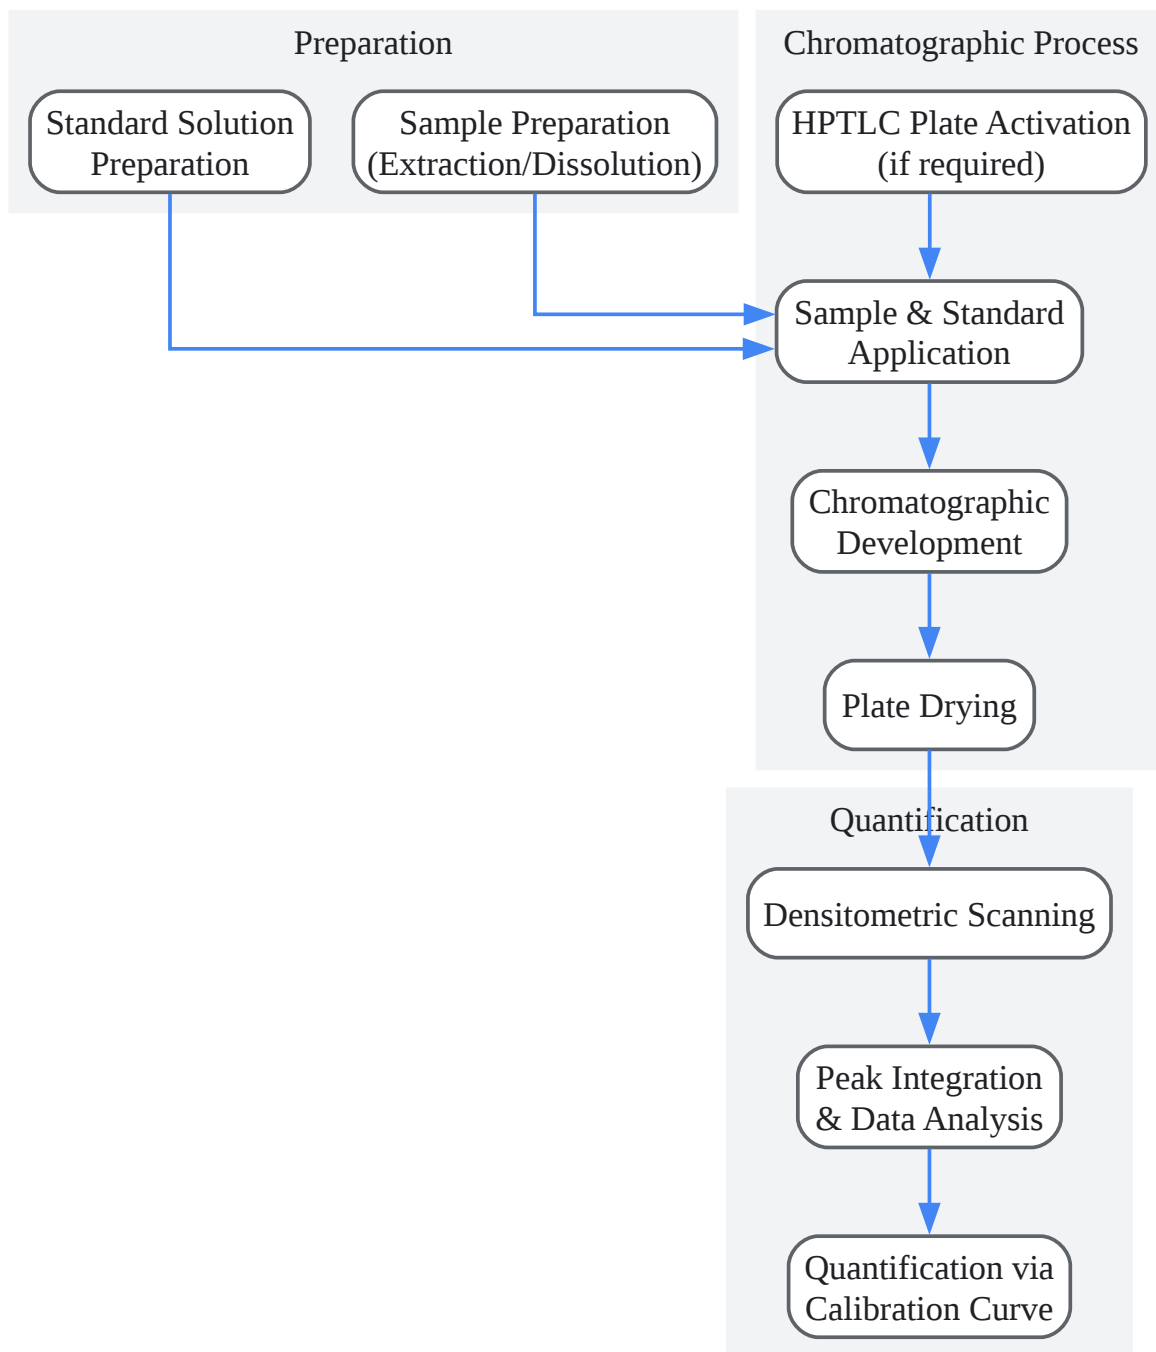 Preparation
Standard Solution
Preparation
Sample Preparation
(Extraction/Dissolution)
Chromatographic Process
HPTLC Plate Activation
(if required)
Sample & Standard
Application
Chromatographic
Development
Plate Drying
Quantification
Densitometric Scanning
Peak Integration
& Data Analysis
Quantification via
Calibration Curve